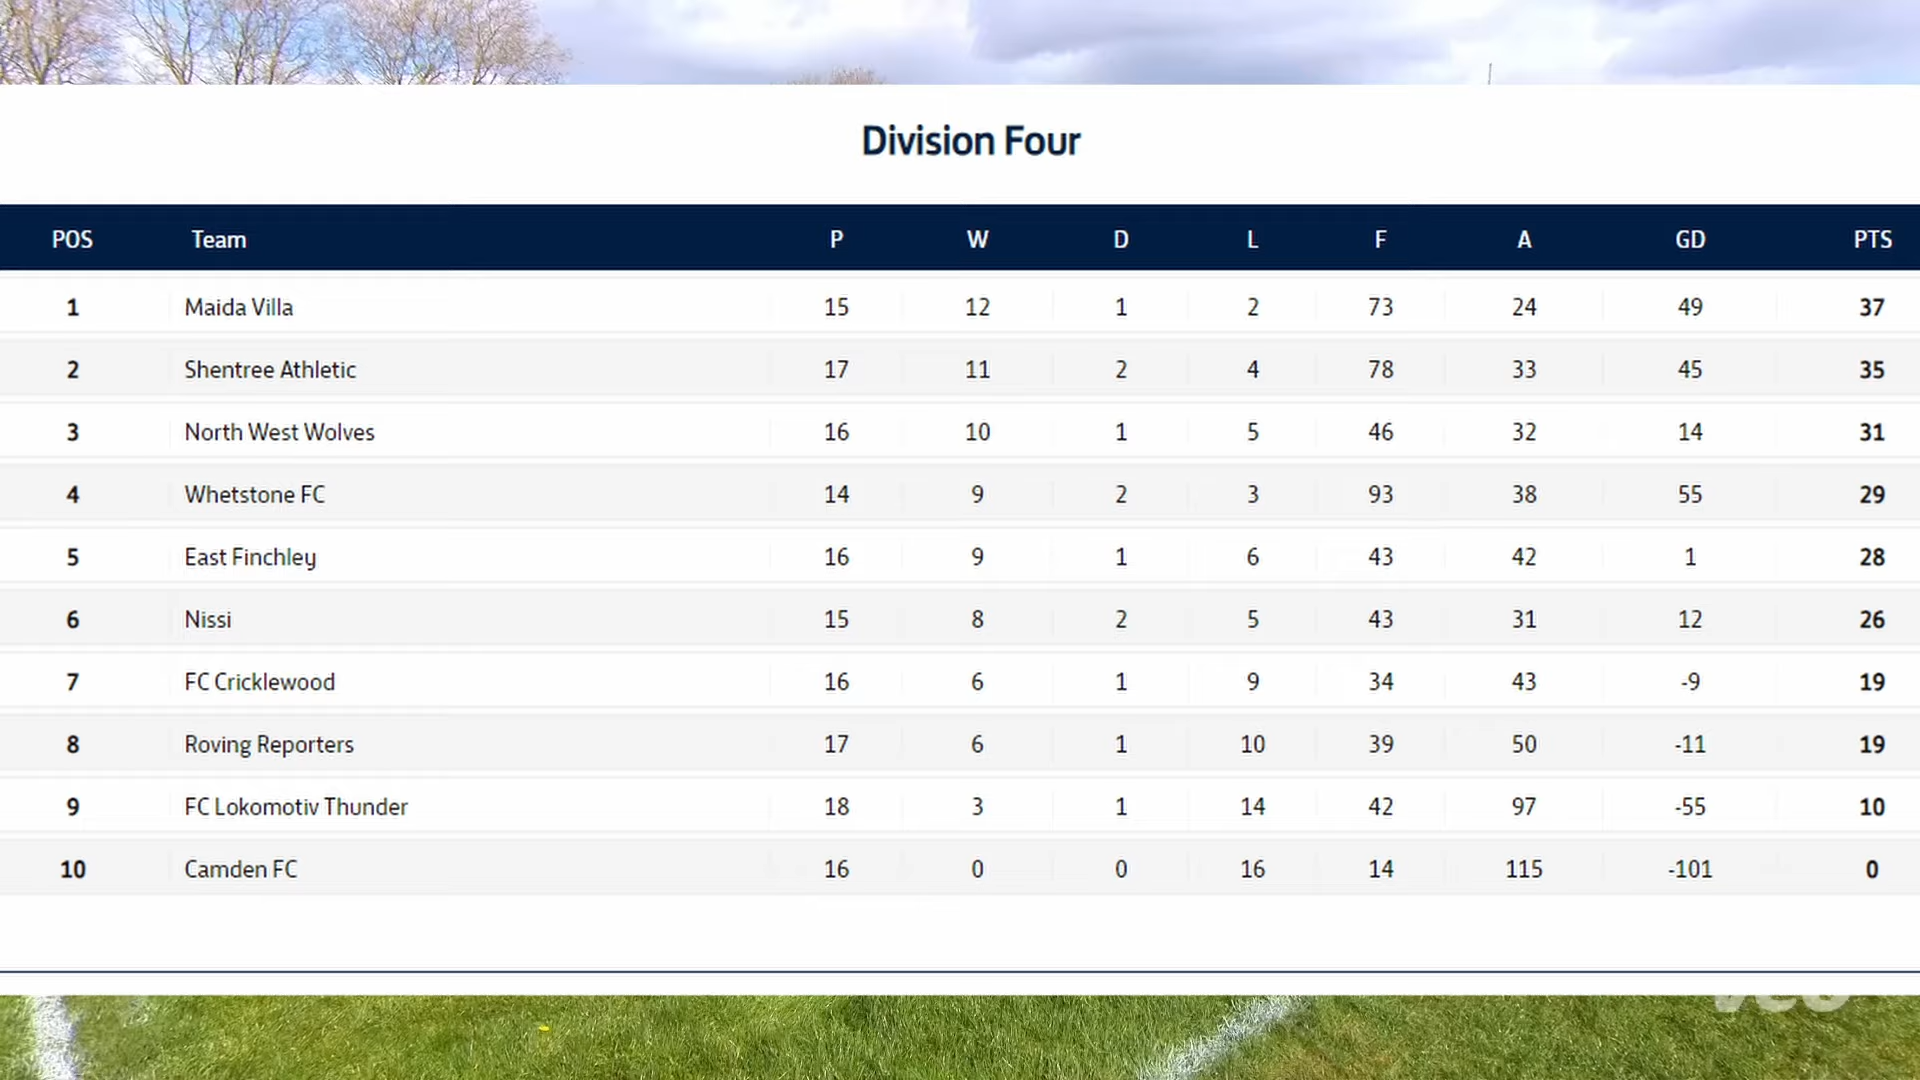 Division Four
POS Team P W D L F A GD PTS
1 Maida Villa 15 12 1 2 73 24 49 37
2 Shentree Athletic 17 11 2 4 78 33 45 35
3 North West Wolves 16 10 1 5 46 32 14 31
4 Whetstone FC 14 9 2 3 93 38 55 29
5 East Finchley 16 9 1 6 43 42 1 28
6 Nissi 15 8 2 5 43 31 12 26
7 FC Cricklewood 16 6 1 9 34 43 -9 19
8 Roving Reporters 17 6 1 10 39 50 -11 19
9 FC Lokomotiv Thunder 18 3 1 14 42 97 -55 10
10 Camden FC 16 0 0 16 14 115 -101 0